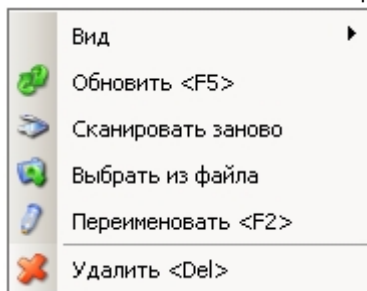 Вид
Обновить <F5>
Сканировать заново
Выбрать из файла
Переименовать <F2>
Удалить <Del>